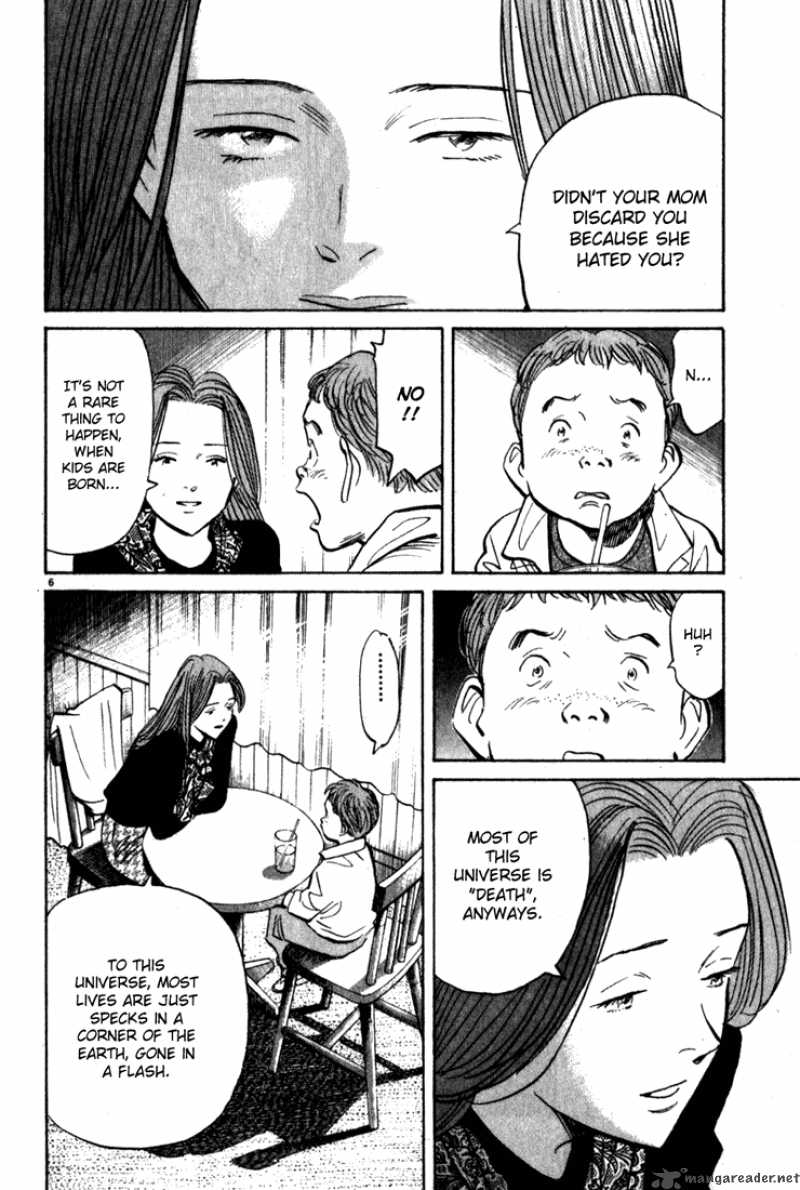 DIDN'T YOUR MOM
DISCARD YOU
BECAUSE SHE
HATED YOU?
N...
NO
!!
IT'S NOT
A RARE
THING TO
HAPPEN,
WHEN
KIDS ARE
BORN...
6
HUH
?
MOST OF
THIS
UNIVERSE IS
"DEATH",
ANYWAYS.
.........
TO THIS
UNIVERSE, MOST
LIVES ARE JUST
SPECKS IN A
CORNER OF THE
EARTH, GONE IN
A FLASH.
mangareader.net